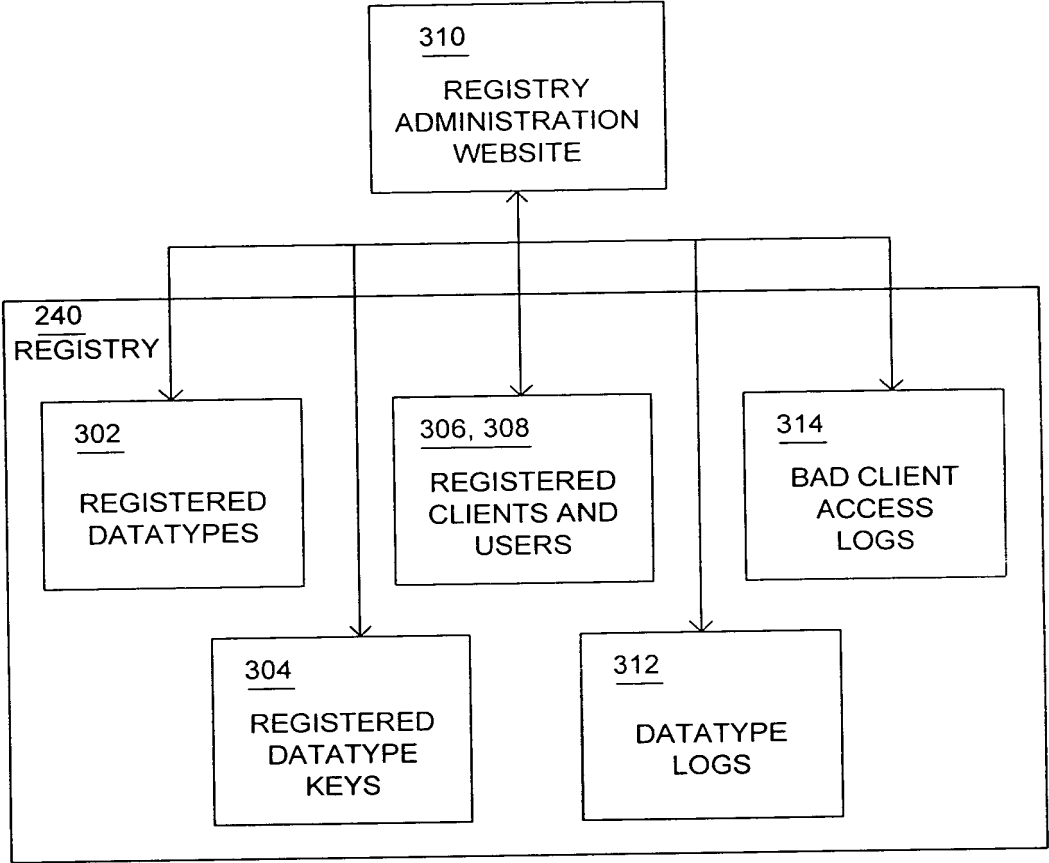 310
REGISTRY
ADMINISTRATION
WEBSITE
240
REGISTRY
302
REGISTERED
DATATYPES
306, 308
REGISTERED
CLIENTS AND
USERS
314
BAD CLIENT
ACCESS
LOGS
304
REGISTERED
DATATYPE
KEYS
312
DATATYPE
LOGS